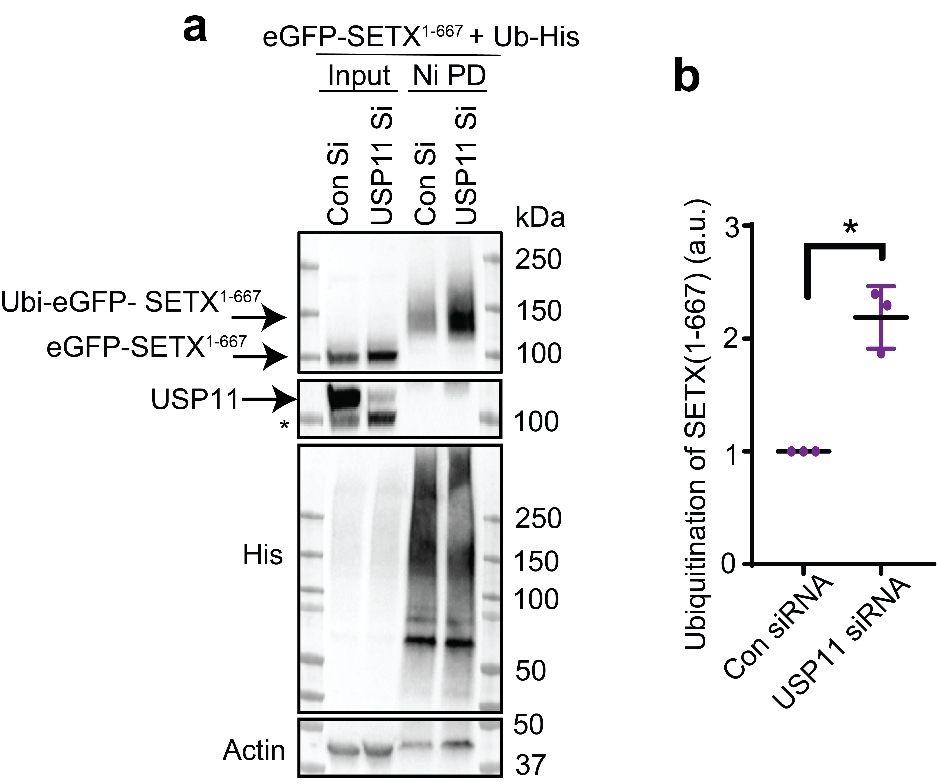 a
eGFP-SETX1-667 + Ub-His
Input
Ni PD
Con Si
USP11 Si
Con Si
USP11 Si
kDa
250
Ubi-eGFP- SETX1-667
150
eGFP-SETX1-667
100
USP11
*
100
250
His
150
100
50
50
Actin
37
b
*
Ubiquitination of SETX(1-667) (a.u.)
3
2
1
0
Con siRNA
USP11 siRNA